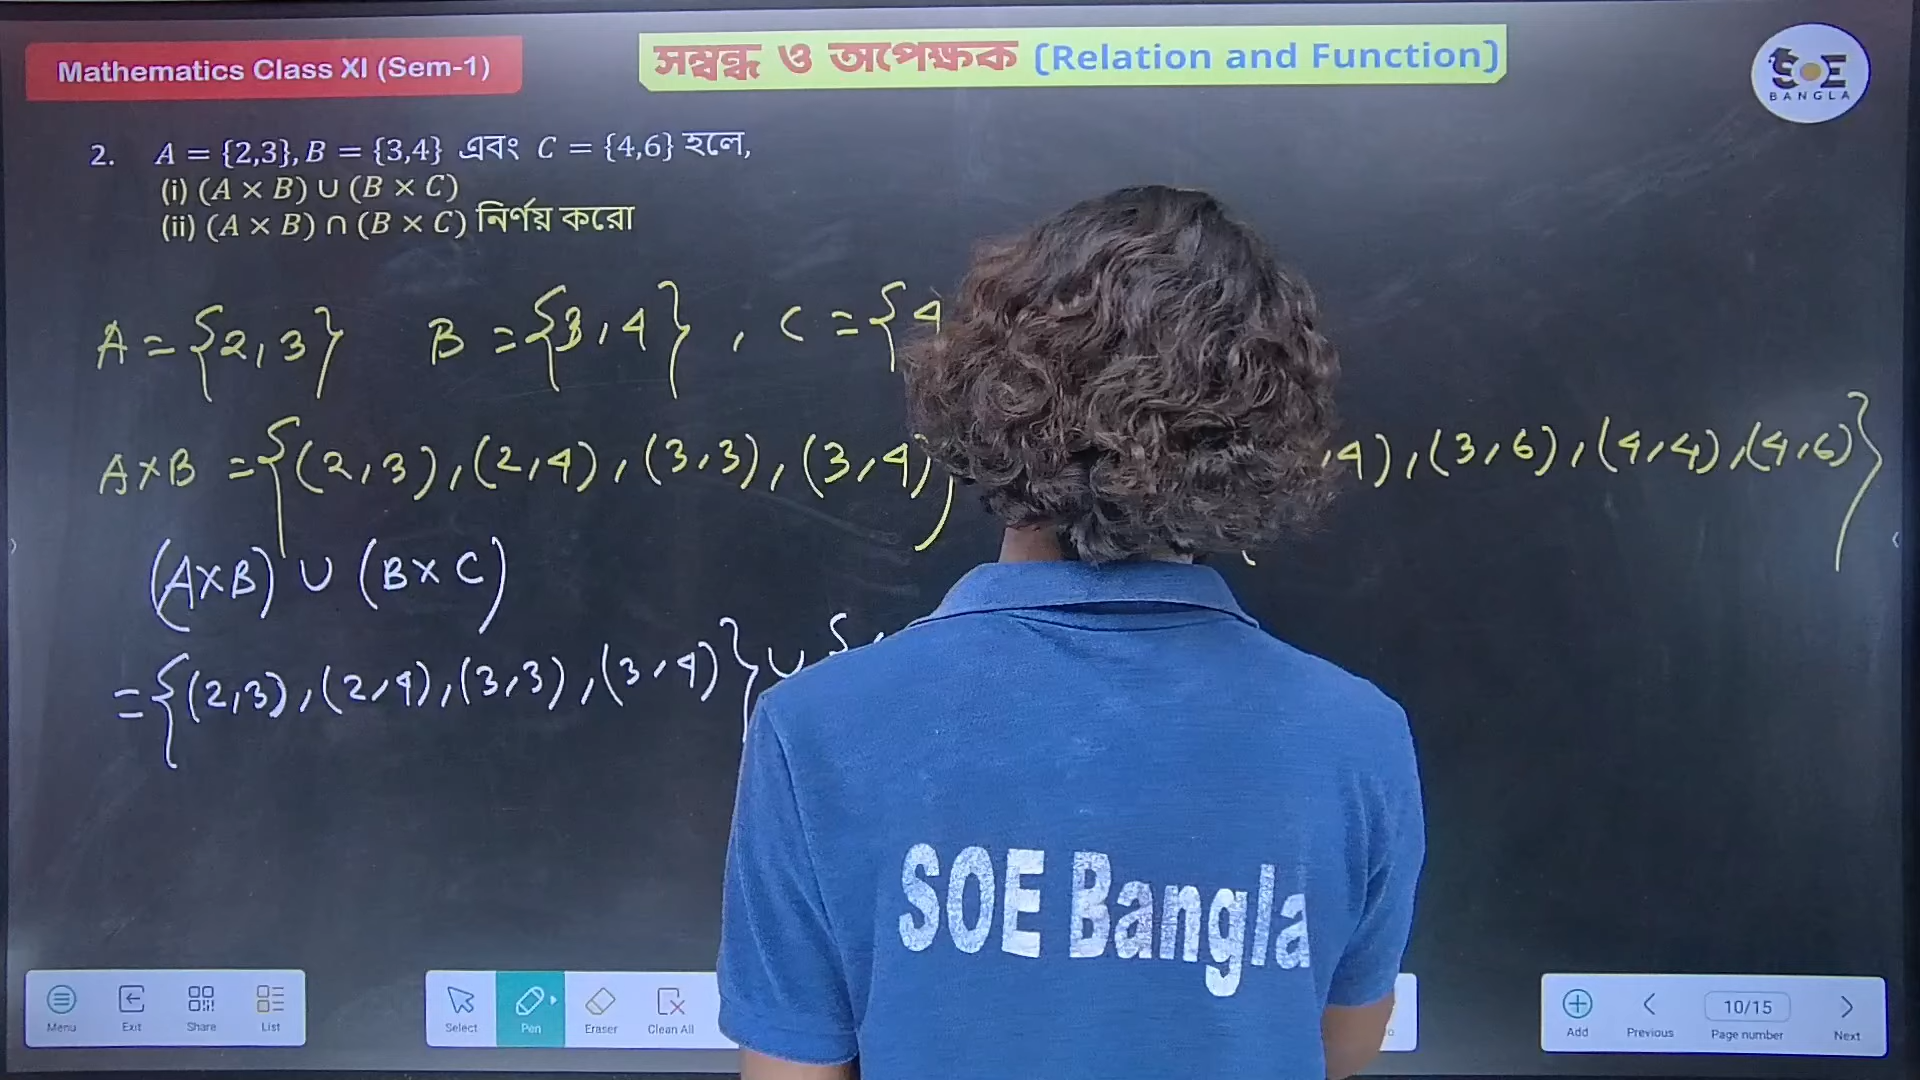 Mathematics Class XI (Sem-1)
সম্বন্ধ ও অপেক্ষক (Relation and Function)
SOE
BANGLA
2. A = {2,3}, B = {3,4} এবং C = {4,6} হলে,
(i) (A × B) ∪ (B × C)
(ii) (A × B) ∩ (B × C) নির্ণয় করো
A = {2,3} B = {3,4}, C = {4
A×B = {(2,3), (2,4), (3,3), (3,4) ,4), (3,6), (4,4), (4,6)}
(A×B) ∪ (B×C)
= {(2,3), (2,4), (3,3), (3,4)} ∪ {
SOE Bangla
Menu Exit Share List Select Pen Eraser Clean All Add Previous 10/15 Page number Next